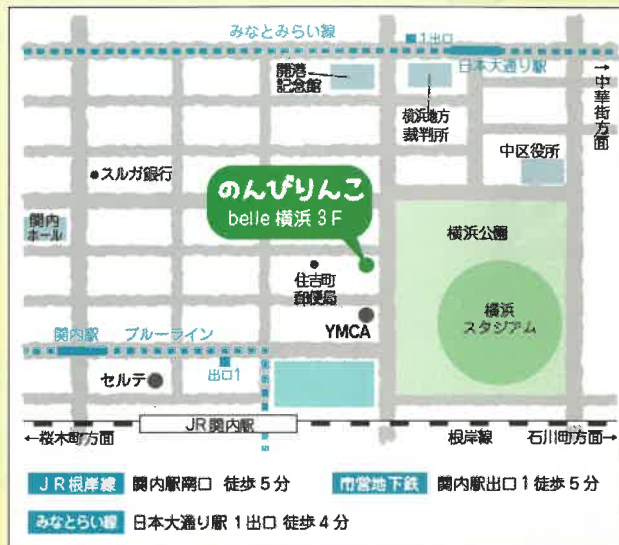 みなとみらい線
1出口
日本大通り駅
開港
記念館
横浜地方
裁判所
→中華街方面
中区役所
スルガ銀行
のんびりんこ
belle 横浜 3F
関内
ホール
横浜公園
住吉町
郵便局
横浜
スタジアム
YMCA
関内駅 ブルーライン
出口1
セルテ
JR関内駅
←桜木町方面
根岸線
石川町方面→
JR根岸線 関内駅南口 徒歩5分
市営地下鉄 関内駅出口1徒歩5分
みなとらい線 日本大通り駅1出口 徒歩4分